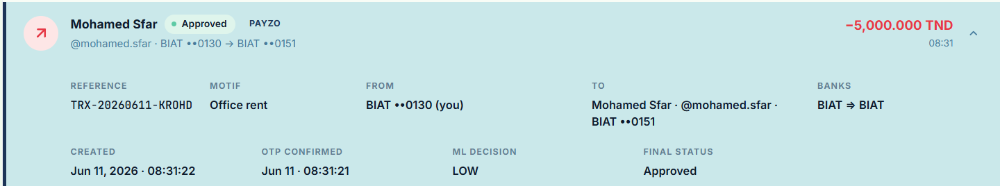 Mohamed Sfar Approved PAYZO −5,000.000 TND
@mohamed.sfar · BIAT ••0130 → BIAT ••0151 08:31
REFERENCE MOTIF FROM TO BANKS
TRX-20260611-KROHD Office rent BIAT ••0130 (you) Mohamed Sfar · @mohamed.sfar · BIAT ⇒ BIAT
BIAT ••0151
CREATED OTP CONFIRMED ML DECISION FINAL STATUS
Jun 11, 2026 · 08:31:22 Jun 11 · 08:31:21 LOW Approved